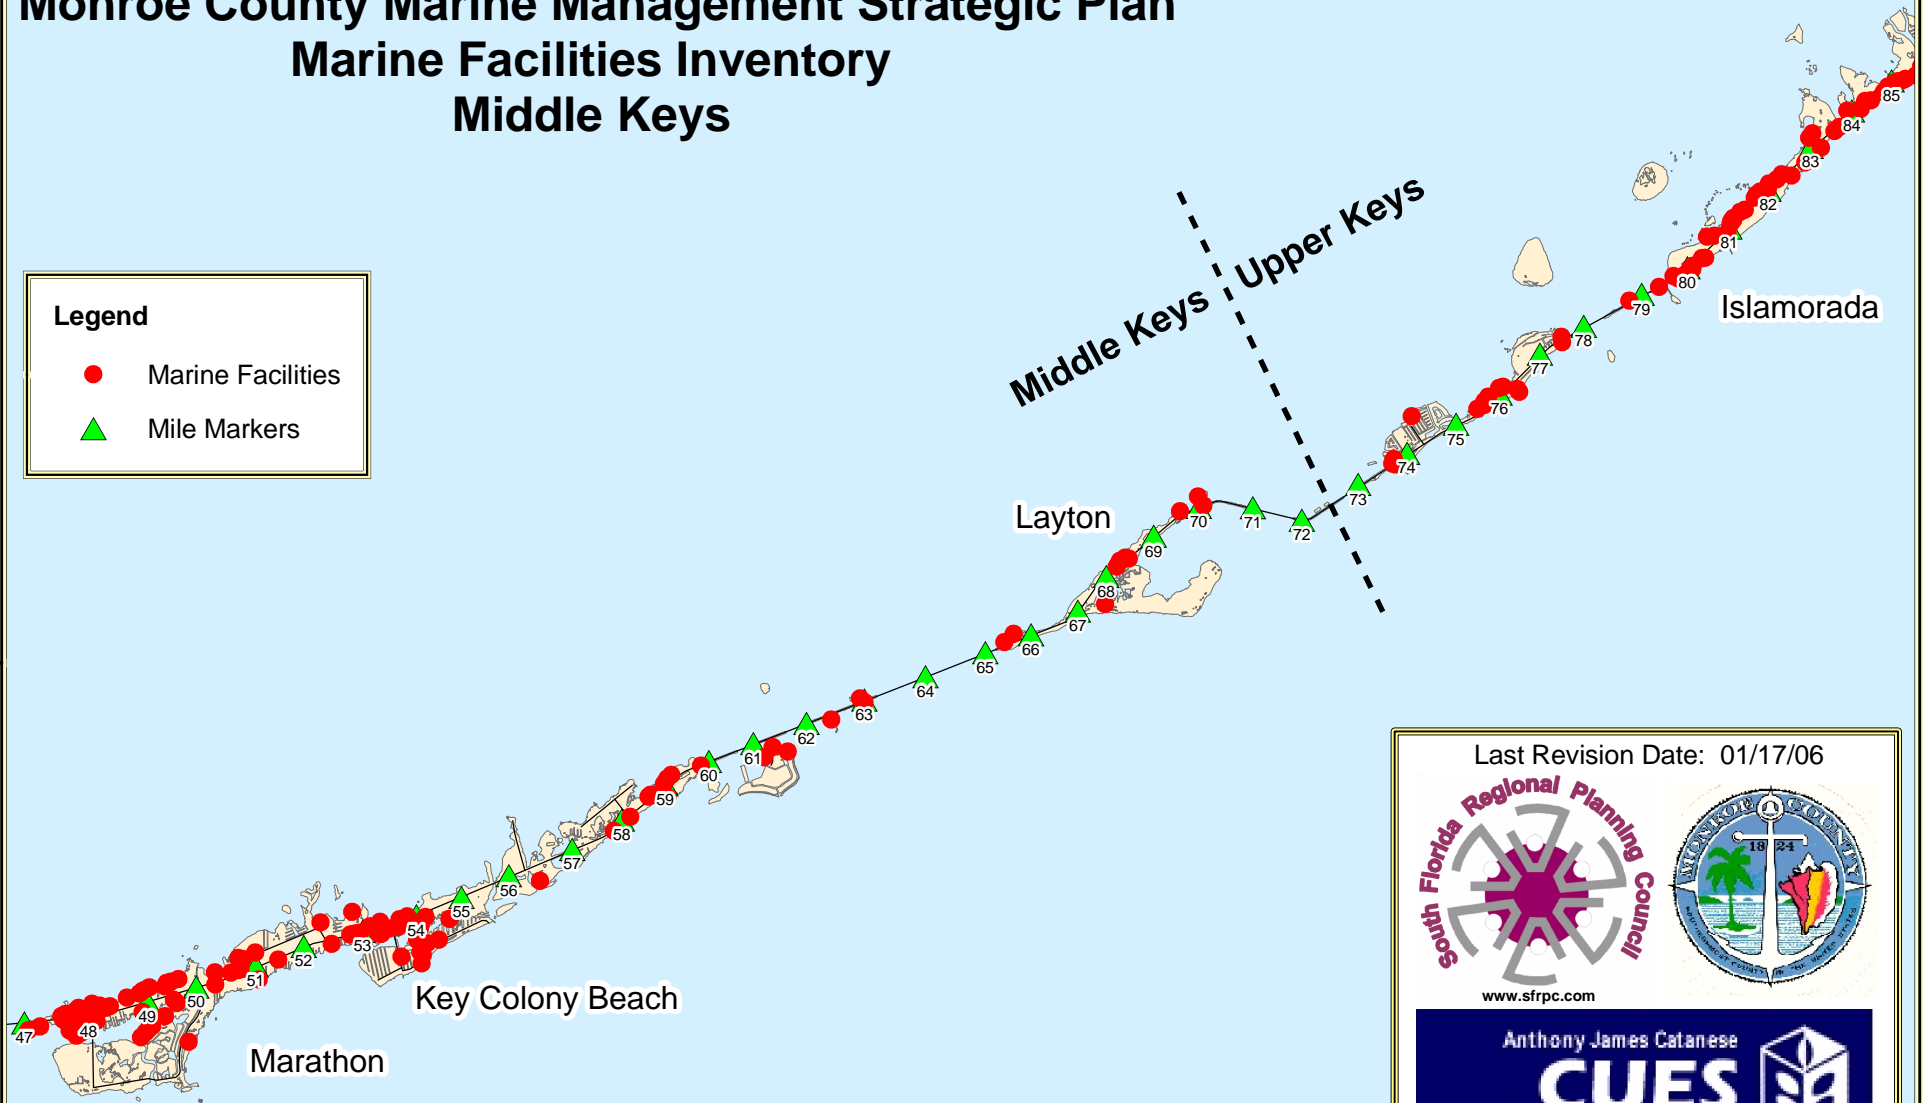 Monroe County Marine Management Strategic Plan
Marine Facilities Inventory
Middle Keys
Legend
Marine Facilities
Mile Markers
Middle Keys
Upper Keys
Islamorada
Layton
Key Colony Beach
Marathon
85
84
83
82
81
80
79
78
77
76
75
74
73
72
71
70
69
68
67
66
65
64
63
62
61
60
59
58
57
56
55
54
53
52
51
50
49
48
47
Last Revision Date: 01/17/06
South Florida Regional Planning Council
www.sfrpc.com
MONROE COUNTY
18 24
Anthony James Catanese
CUES